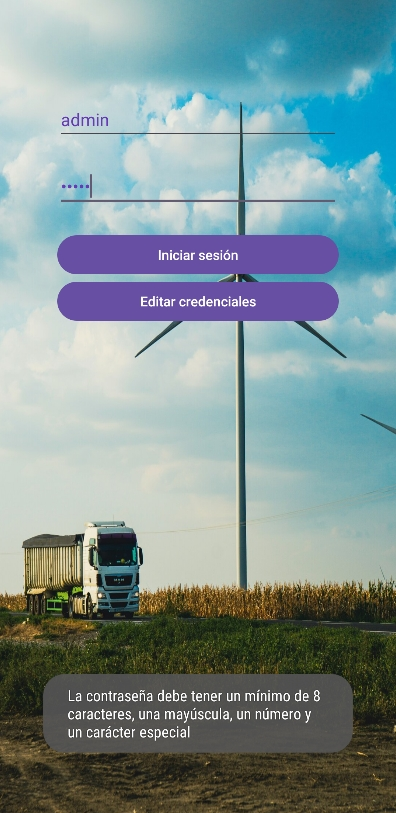 admin
•••••
Iniciar sesión
Editar credenciales
La contraseña debe tener un mínimo de 8
caracteres, una mayúscula, un número y
un carácter especial